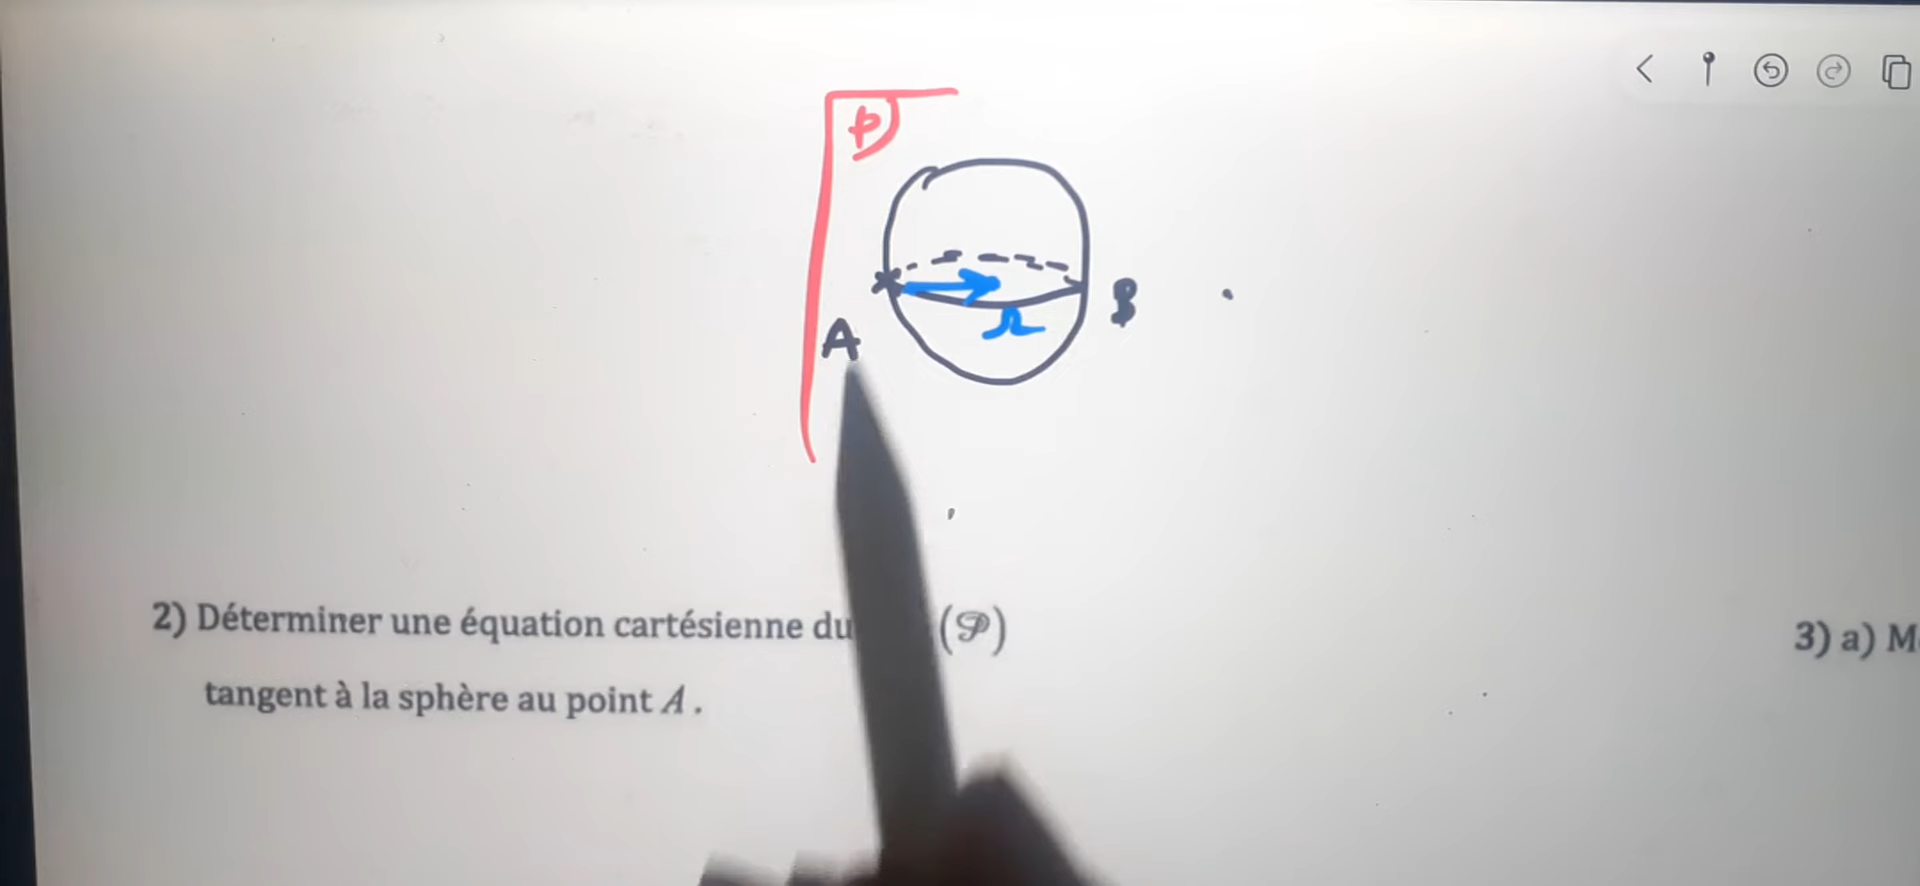 P
A
B
Ω
2) Déterminer une équation cartésienne du (𝒫)
tangent à la sphère au point A .
3) a) M